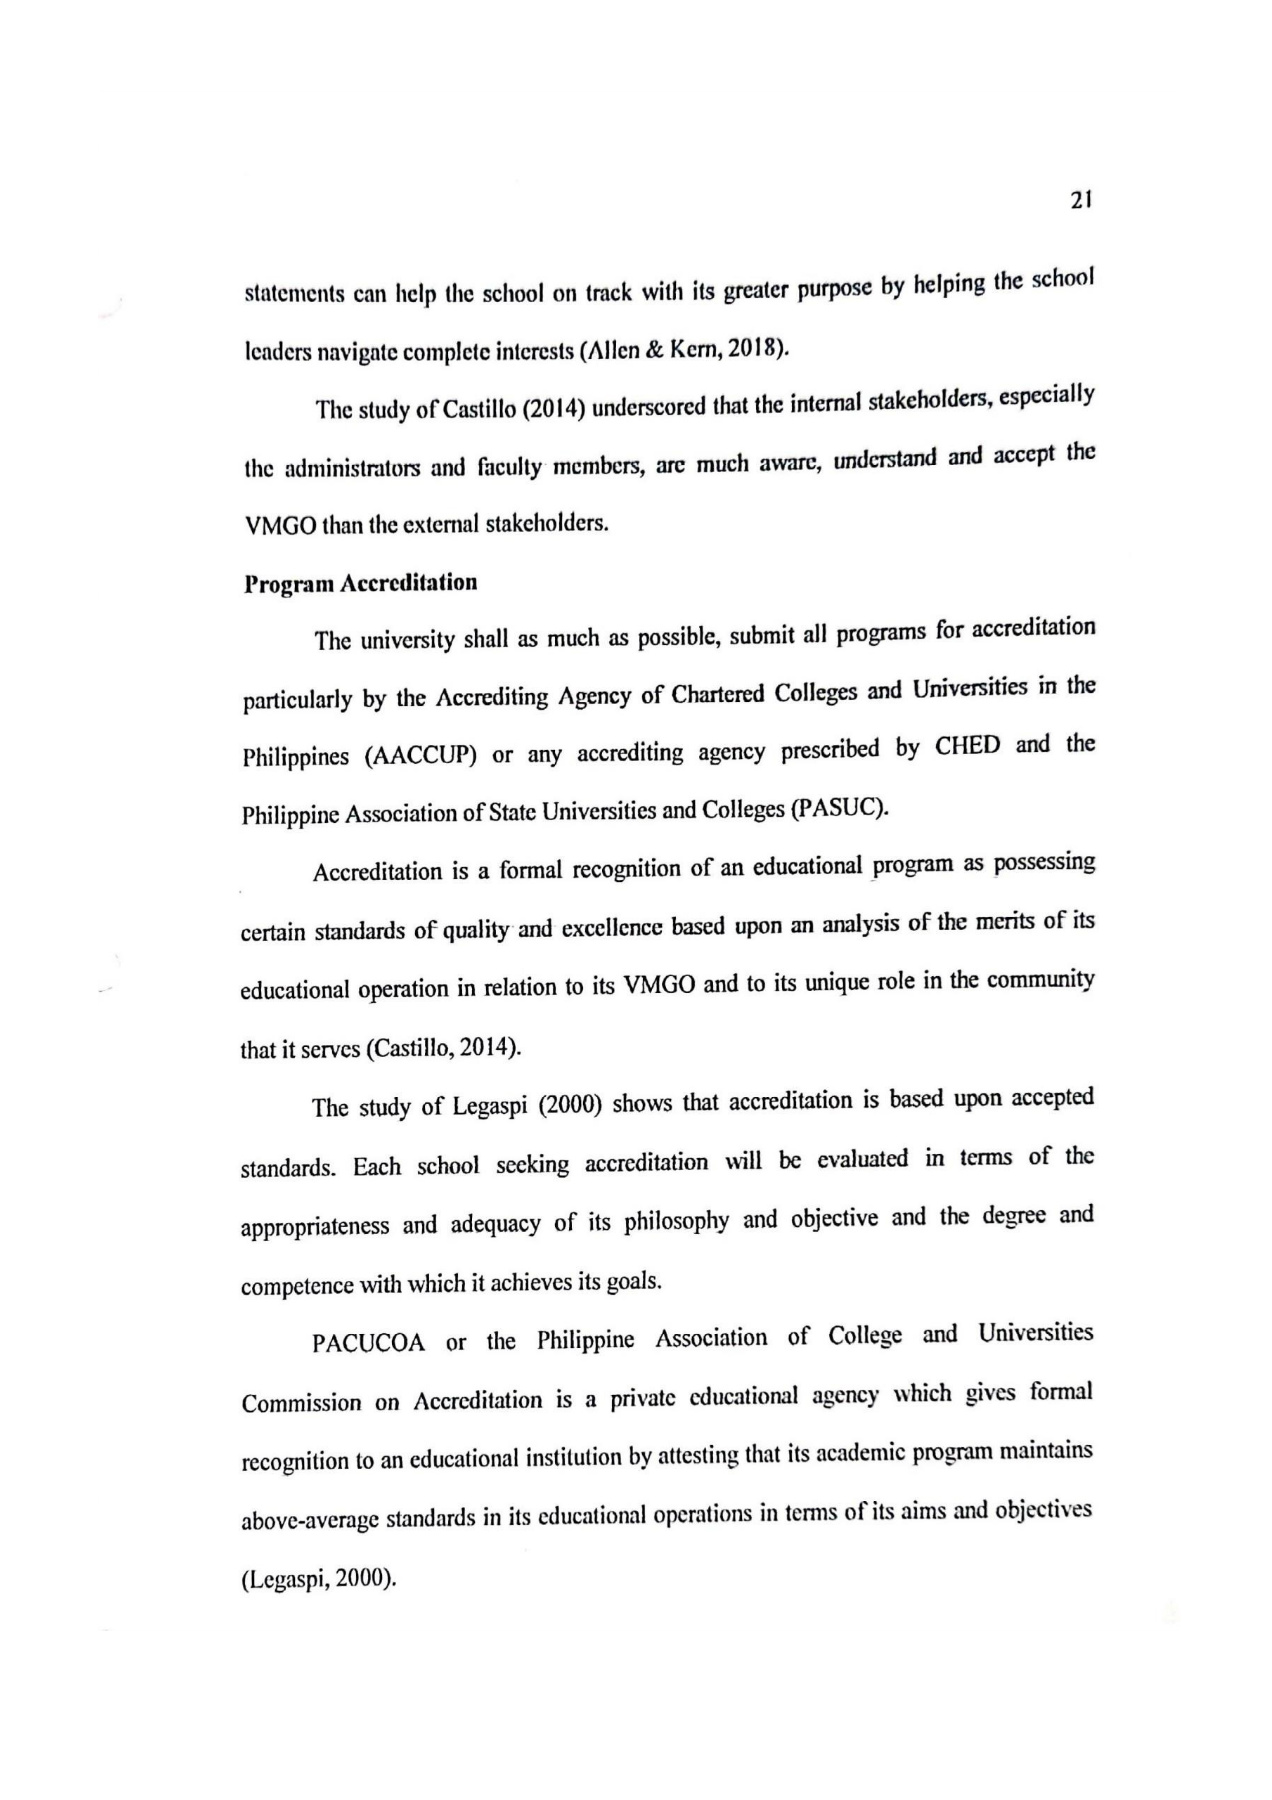 21
statements can help the school on track with its greater purpose by helping the school
leaders navigate complete interests (Allen & Kern, 2018).
The study of Castillo (2014) underscored that the internal stakeholders, especially
the administrators and faculty members, are much aware, understand and accept the
VMGO than the external stakeholders.
Program Accreditation
The university shall as much as possible, submit all programs for accreditation
particularly by the Accrediting Agency of Chartered Colleges and Universities in the
Philippines (AACCUP) or any accrediting agency prescribed by CHED and the
Philippine Association of State Universities and Colleges (PASUC).
Accreditation is a formal recognition of an educational program as possessing
certain standards of quality and excellence based upon an analysis of the merits of its
educational operation in relation to its VMGO and to its unique role in the community
that it serves (Castillo, 2014).
The study of Legaspi (2000) shows that accreditation is based upon accepted
standards. Each school seeking accreditation will be evaluated in terms of the
appropriateness and adequacy of its philosophy and objective and the degree and
competence with which it achieves its goals.
PACUCOA or the Philippine Association of College and Universities
Commission on Accreditation is a private educational agency which gives formal
recognition to an educational institution by attesting that its academic program maintains
above-average standards in its educational operations in terms of its aims and objectives
(Legaspi, 2000).